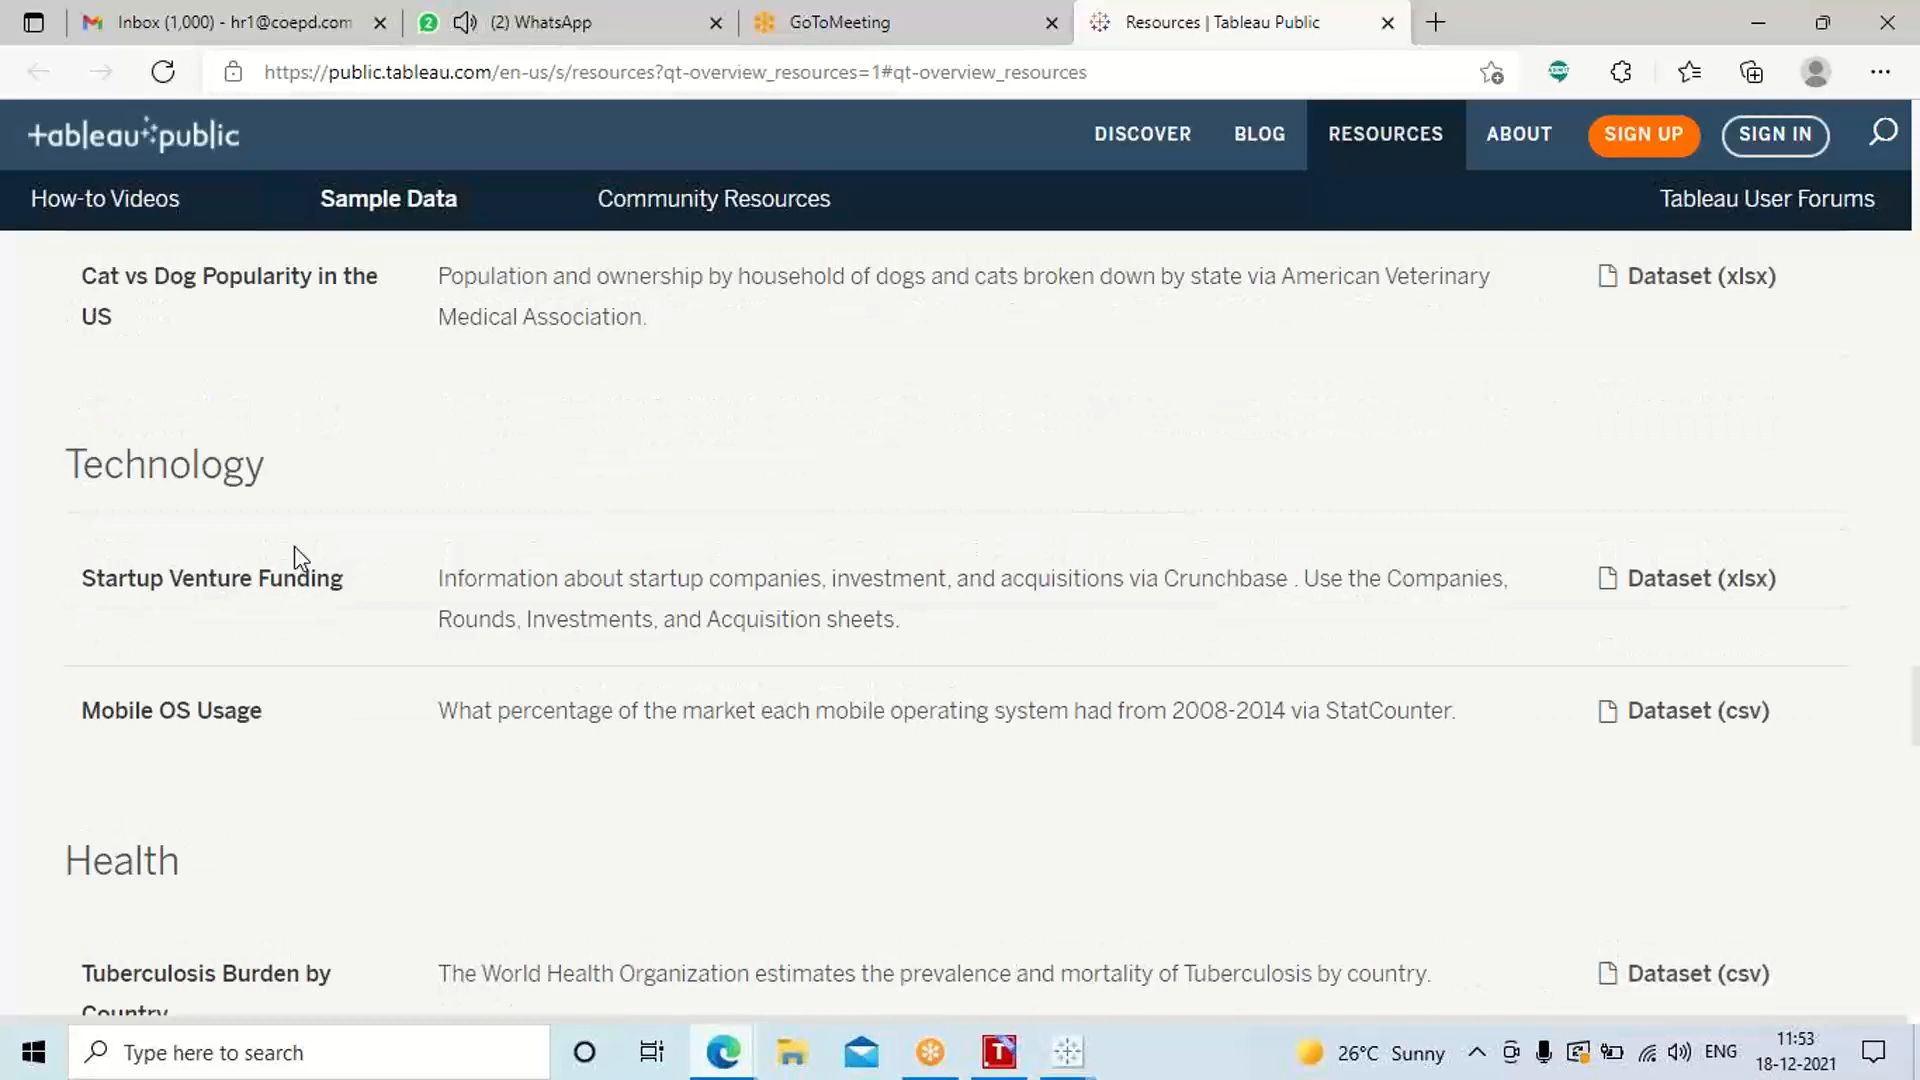 Inbox (1,000) - hr1@coepd.com
2 (2) WhatsApp
GoToMeeting
Resources | Tableau Public
https://public.tableau.com/en-us/s/resources?qt-overview_resources=1#qt-overview_resources
+ableau public
DISCOVER BLOG RESOURCES ABOUT SIGN UP SIGN IN
How-to Videos Sample Data Community Resources Tableau User Forums
Cat vs Dog Popularity in the
US
Population and ownership by household of dogs and cats broken down by state via American Veterinary
Medical Association.
Dataset (xlsx)
Technology
Startup Venture Funding
Information about startup companies, investment, and acquisitions via Crunchbase . Use the Companies,
Rounds, Investments, and Acquisition sheets.
Dataset (xlsx)
Mobile OS Usage
What percentage of the market each mobile operating system had from 2008-2014 via StatCounter.
Dataset (csv)
Health
Tuberculosis Burden by
Country
The World Health Organization estimates the prevalence and mortality of Tuberculosis by country.
Dataset (csv)
Type here to search
T
26°C Sunny
ENG
11:53
18-12-2021